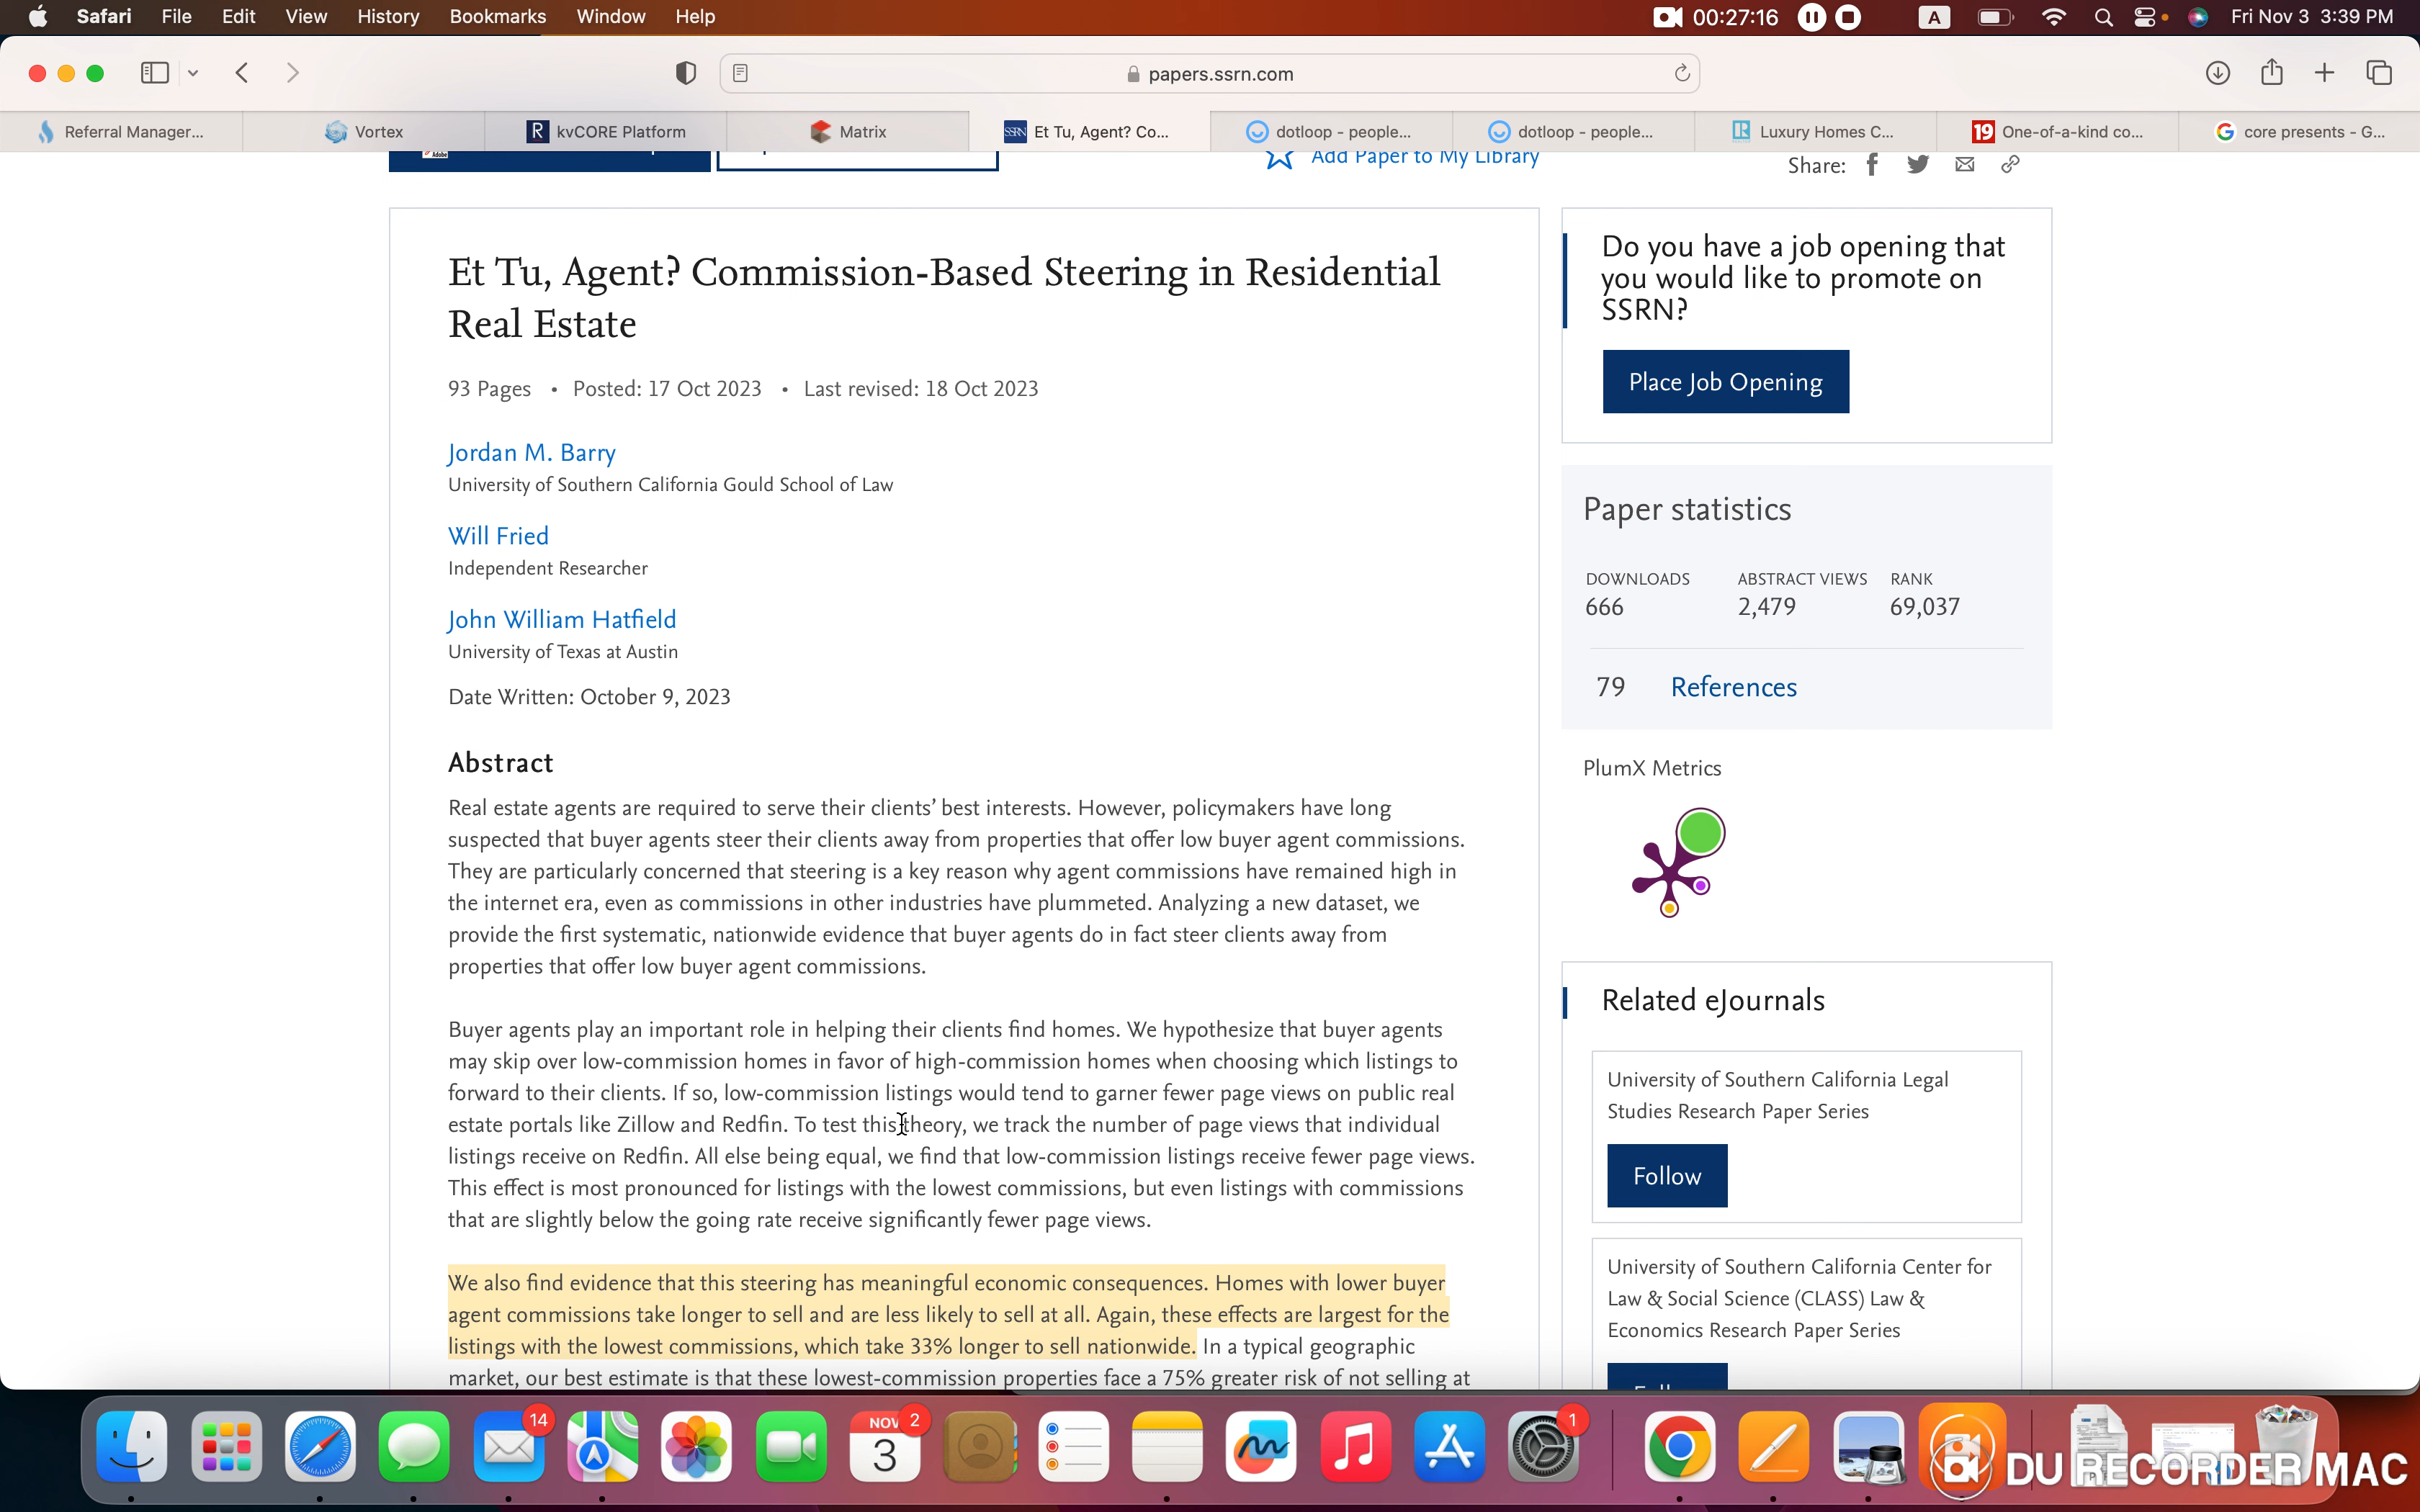 Safari File Edit View History Bookmarks Window Help 00:27:16 A Fri Nov 3 3:39 PM
papers.ssrn.com
Referral Manager... Vortex R kvCORE Platform Matrix SSRN Et Tu, Agent? Co... dotloop - people... dotloop - people... R Luxury Homes C... 19 One-of-a-kind co... G core presents - G...
Adobe
Add Paper to My Library
Share:
Et Tu, Agent? Commission-Based Steering in Residential
Real Estate
93 Pages • Posted: 17 Oct 2023 • Last revised: 18 Oct 2023
Jordan M. Barry
University of Southern California Gould School of Law
Will Fried
Independent Researcher
John William Hatfield
University of Texas at Austin
Date Written: October 9, 2023
Abstract
Real estate agents are required to serve their clients’ best interests. However, policymakers have long
suspected that buyer agents steer their clients away from properties that offer low buyer agent commissions.
They are particularly concerned that steering is a key reason why agent commissions have remained high in
the internet era, even as commissions in other industries have plummeted. Analyzing a new dataset, we
provide the first systematic, nationwide evidence that buyer agents do in fact steer clients away from
properties that offer low buyer agent commissions.
Buyer agents play an important role in helping their clients find homes. We hypothesize that buyer agents
may skip over low-commission homes in favor of high-commission homes when choosing which listings to
forward to their clients. If so, low-commission listings would tend to garner fewer page views on public real
estate portals like Zillow and Redfin. To test this theory, we track the number of page views that individual
listings receive on Redfin. All else being equal, we find that low-commission listings receive fewer page views.
This effect is most pronounced for listings with the lowest commissions, but even listings with commissions
that are slightly below the going rate receive significantly fewer page views.
We also find evidence that this steering has meaningful economic consequences. Homes with lower buyer
agent commissions take longer to sell and are less likely to sell at all. Again, these effects are largest for the
listings with the lowest commissions, which take 33% longer to sell nationwide. In a typical geographic
market, our best estimate is that these lowest-commission properties face a 75% greater risk of not selling at
Do you have a job opening that
you would like to promote on
SSRN?
Place Job Opening
Paper statistics
DOWNLOADS ABSTRACT VIEWS RANK
666 2,479 69,037
79 References
PlumX Metrics
Related eJournals
University of Southern California Legal
Studies Research Paper Series
Follow
University of Southern California Center for
Law & Social Science (CLASS) Law &
Economics Research Paper Series
14 NOV 2 3 1
DU RECORDER MAC